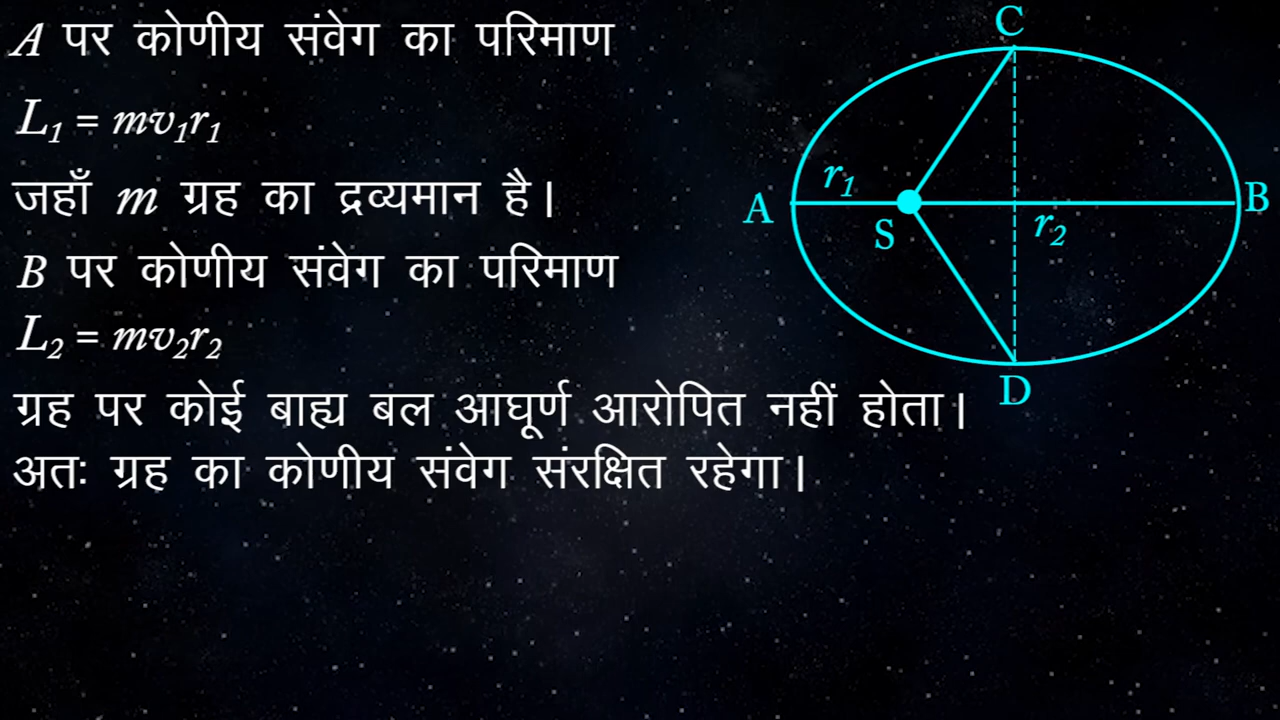 A पर कोणीय संवेग का परिमाण
L₁ = mv₁r₁
जहाँ m ग्रह का द्रव्यमान है।
B पर कोणीय संवेग का परिमाण
L₂ = mv₂r₂
ग्रह पर कोई बाह्य बल आघूर्ण आरोपित नहीं होता।
अतः ग्रह का कोणीय संवेग संरक्षित रहेगा।
C
r₁
A
S
r₂
B
D